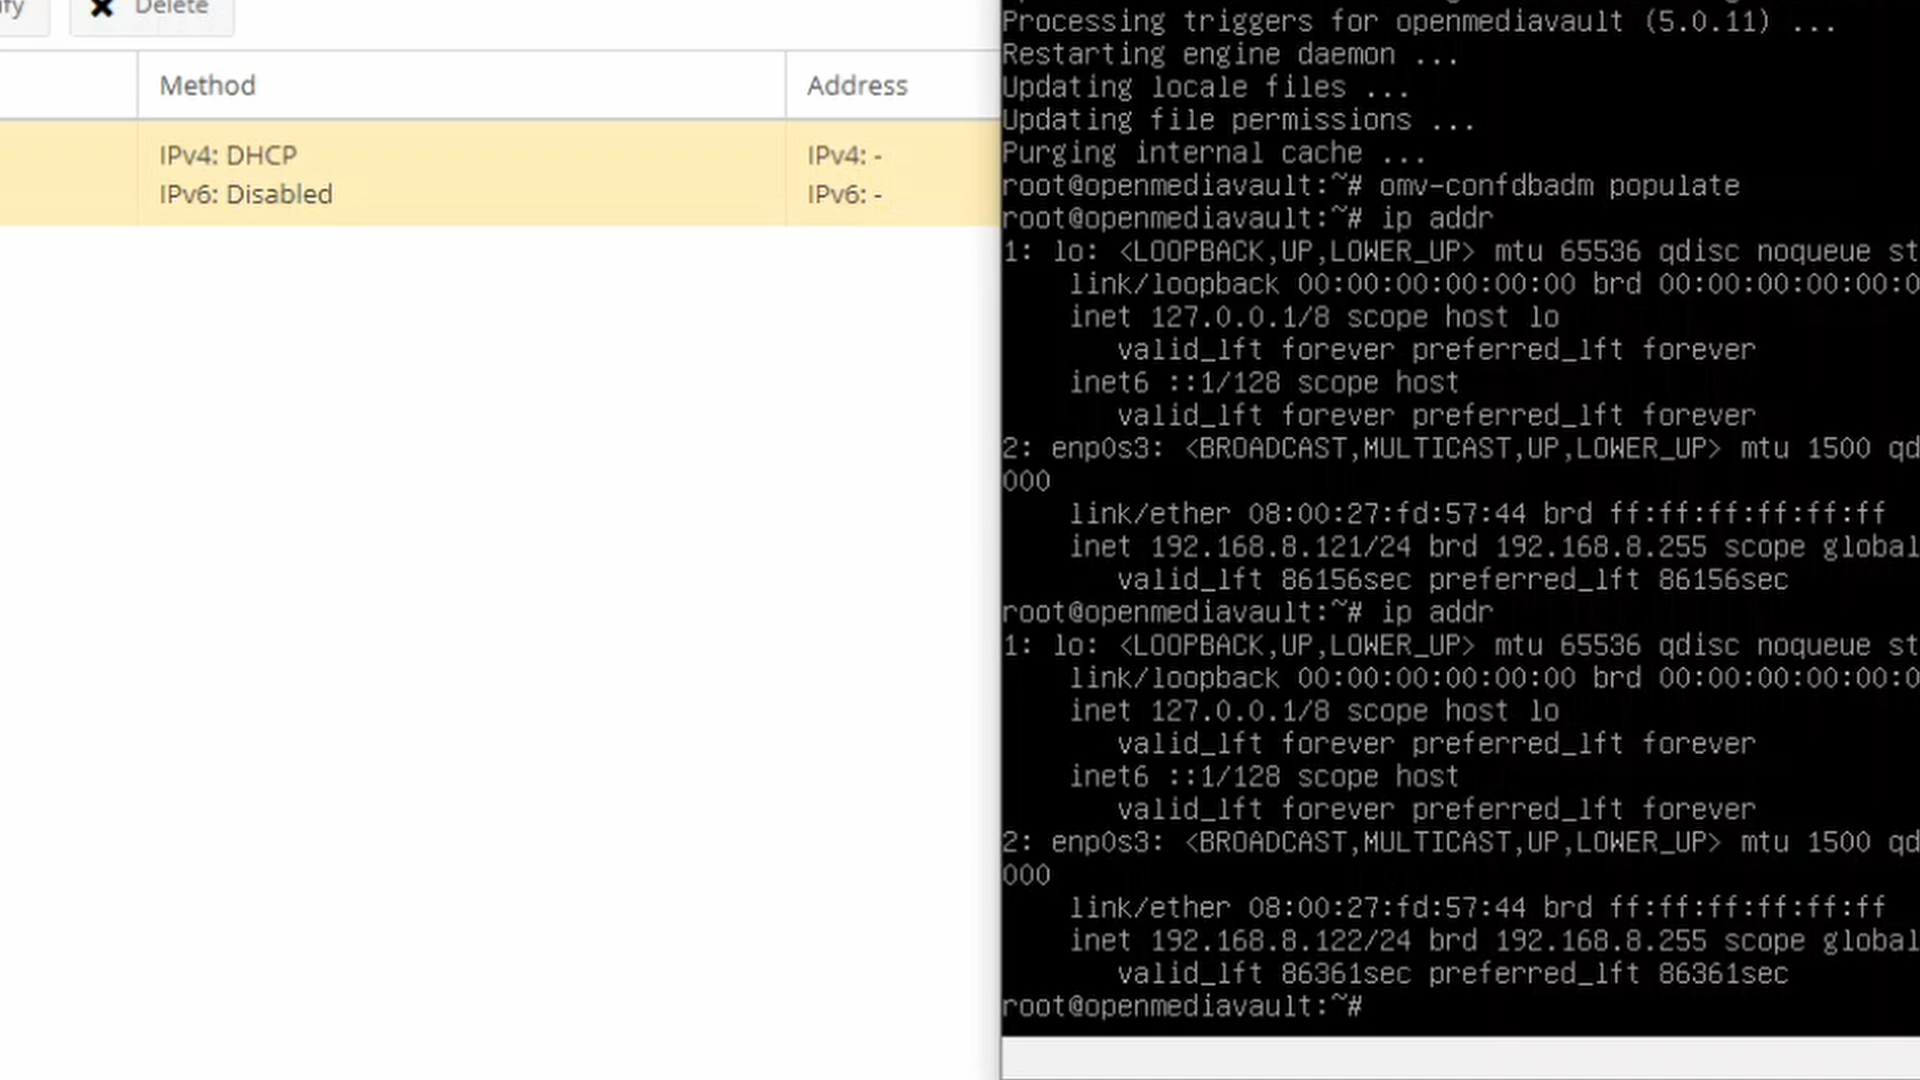 Delete
Method
Address
IPv4: DHCP
IPv4: -
IPv6: Disabled
IPv6: -
Processing triggers for openmediavault (5.0.11) ...
Restarting engine daemon ...
Updating locale files ...
Updating file permissions ...
Purging internal cache ...
root@openmediavault:~# omv-confdbadm populate
root@openmediavault:~# ip addr
1: lo: <LOOPBACK,UP,LOWER_UP> mtu 65536 qdisc noqueue st
link/loopback 00:00:00:00:00:00 brd 00:00:00:00:00:0
inet 127.0.0.1/8 scope host lo
valid_lft forever preferred_lft forever
inet6 ::1/128 scope host
valid_lft forever preferred_lft forever
2: enp0s3: <BROADCAST,MULTICAST,UP,LOWER_UP> mtu 1500 qd
000
link/ether 08:00:27:fd:57:44 brd ff:ff:ff:ff:ff:ff
inet 192.168.8.121/24 brd 192.168.8.255 scope global
valid_lft 86156sec preferred_lft 86156sec
root@openmediavault:~# ip addr
1: lo: <LOOPBACK,UP,LOWER_UP> mtu 65536 qdisc noqueue st
link/loopback 00:00:00:00:00:00 brd 00:00:00:00:00:0
inet 127.0.0.1/8 scope host lo
valid_lft forever preferred_lft forever
inet6 ::1/128 scope host
valid_lft forever preferred_lft forever
2: enp0s3: <BROADCAST,MULTICAST,UP,LOWER_UP> mtu 1500 qd
000
link/ether 08:00:27:fd:57:44 brd ff:ff:ff:ff:ff:ff
inet 192.168.8.122/24 brd 192.168.8.255 scope global
valid_lft 86361sec preferred_lft 86361sec
root@openmediavault:~#